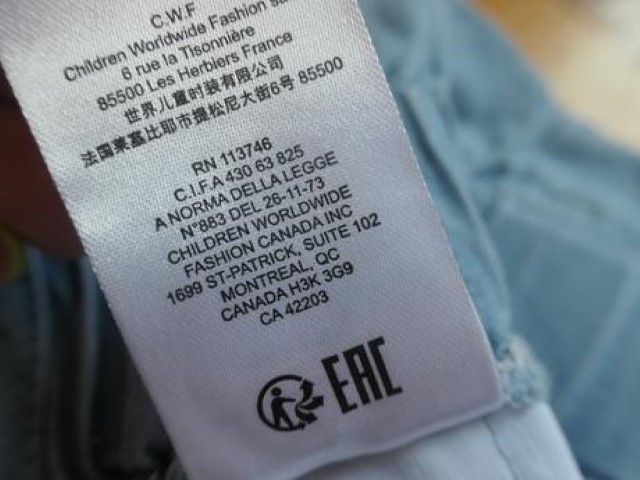 C.W.F
Children Worldwide Fashion sa
6 rue la Tisonnière
85500 Les Herbiers France
世界儿童时装有限公司
法国莱塞比耶市提松尼大街6号 85500
RN 113746
C.I.F.A 430 63 825
A NORMA DELLA LEGGE
N°883 DEL 26-11-73
CHILDREN WORLDWIDE
FASHION CANADA INC
1699 ST-PATRICK, SUITE 102
MONTREAL, QC
CANADA H3K 3G9
CA 42203
EAC